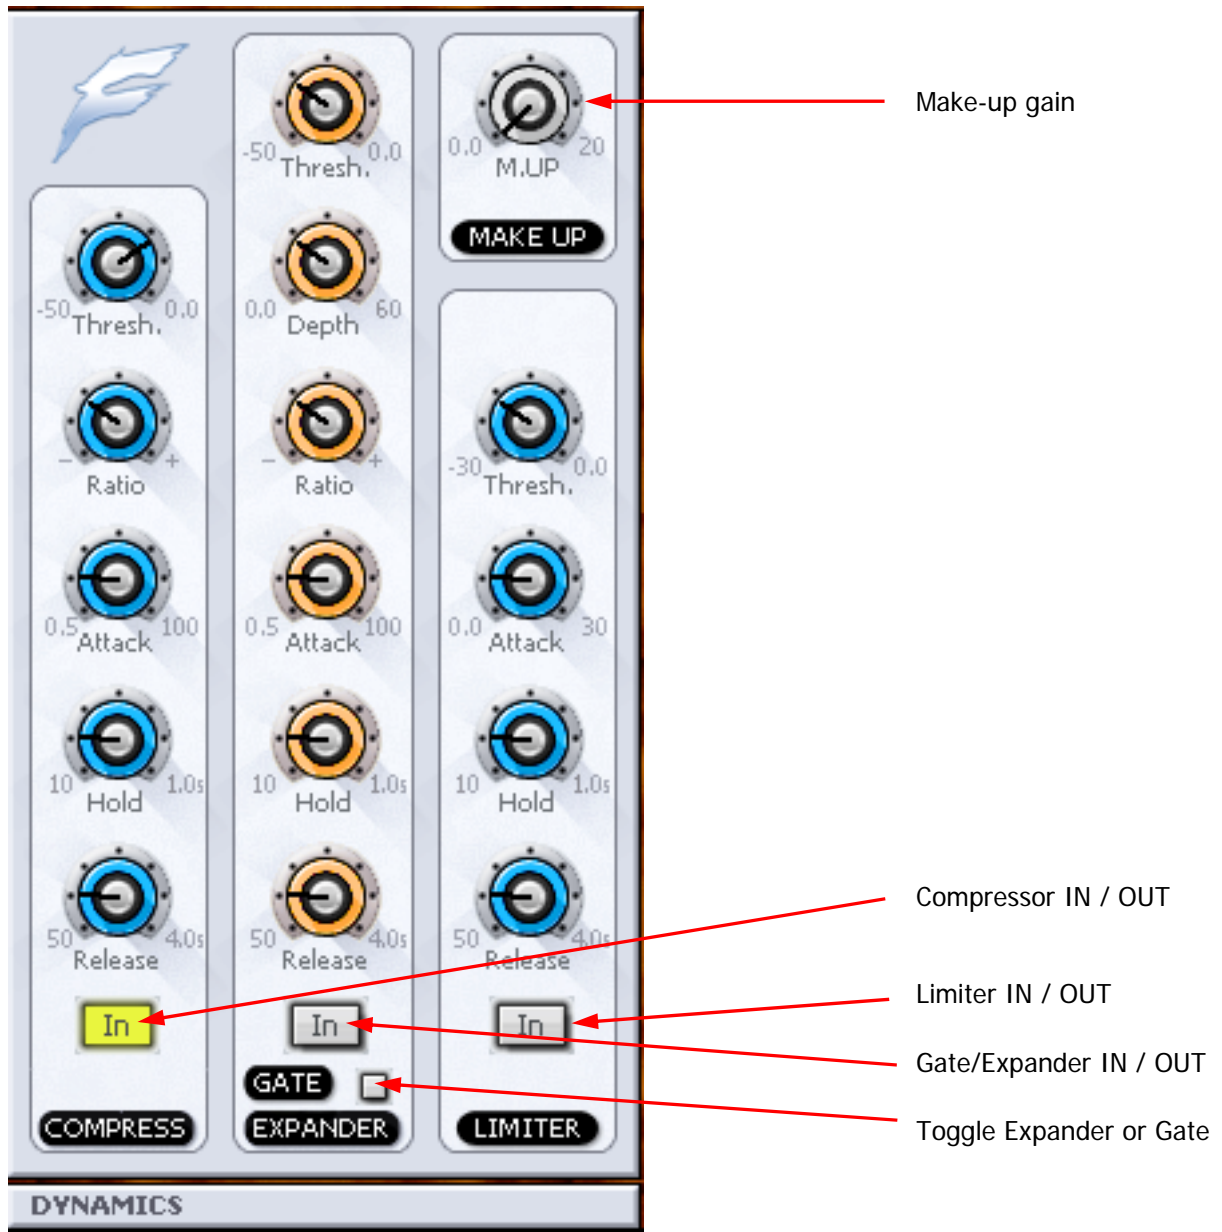 -50 0.0
Thresh.
0.0 20
M.UP
MAKE UP
Make-up gain
-50 0.0
Thresh.
0.0 60
Depth
- +
Ratio
- +
Ratio
-30 0.0
Thresh.
0.5 100
Attack
0.5 100
Attack
0.0 30
Attack
10 1.0s
Hold
10 1.0s
Hold
10 1.0s
Hold
50 4.0s
Release
50 4.0s
Release
50 4.0s
Release
Compressor IN / OUT
In
In
In
Limiter IN / OUT
Gate/Expander IN / OUT
GATE
Toggle Expander or Gate
COMPRESS
EXPANDER
LIMITER
DYNAMICS